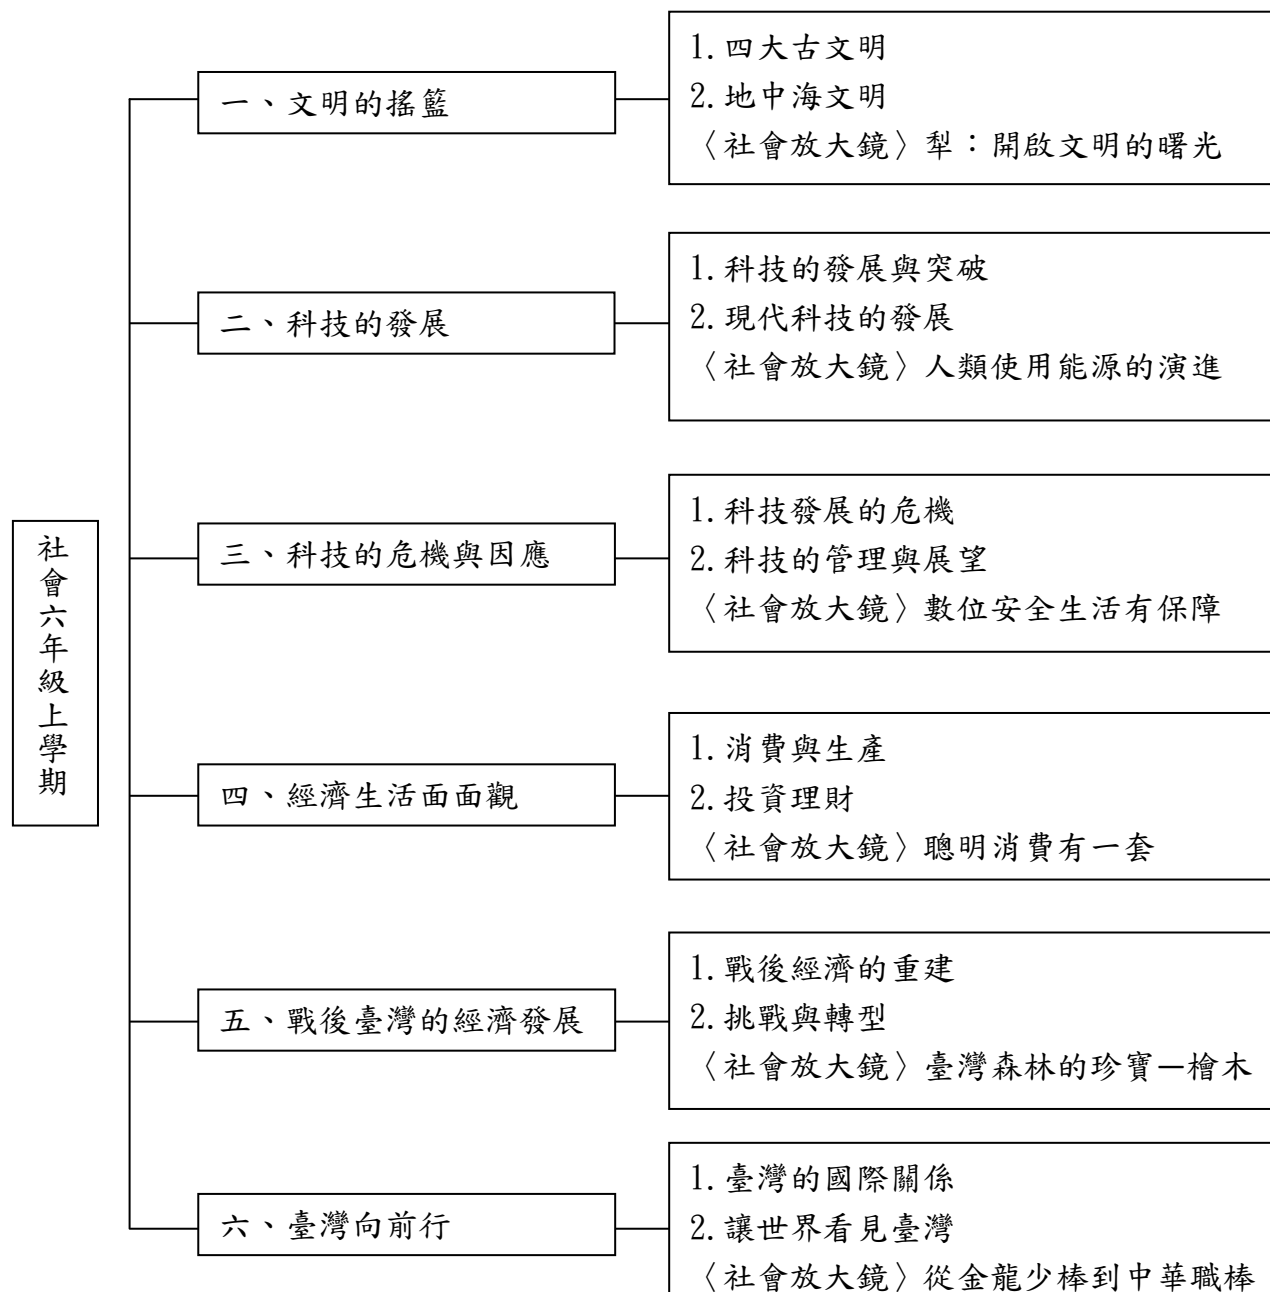 社會六年級上學期
一、文明的搖籃
1.四大古文明
2.地中海文明
〈社會放大鏡〉犁：開啟文明的曙光
二、科技的發展
1.科技的發展與突破
2.現代科技的發展
〈社會放大鏡〉人類使用能源的演進
三、科技的危機與因應
1.科技發展的危機
2.科技的管理與展望
〈社會放大鏡〉數位安全生活有保障
四、經濟生活面面觀
1.消費與生產
2.投資理財
〈社會放大鏡〉聰明消費有一套
五、戰後臺灣的經濟發展
1.戰後經濟的重建
2.挑戰與轉型
〈社會放大鏡〉臺灣森林的珍寶—檜木
六、臺灣向前行
1.臺灣的國際關係
2.讓世界看見臺灣
〈社會放大鏡〉從金龍少棒到中華職棒